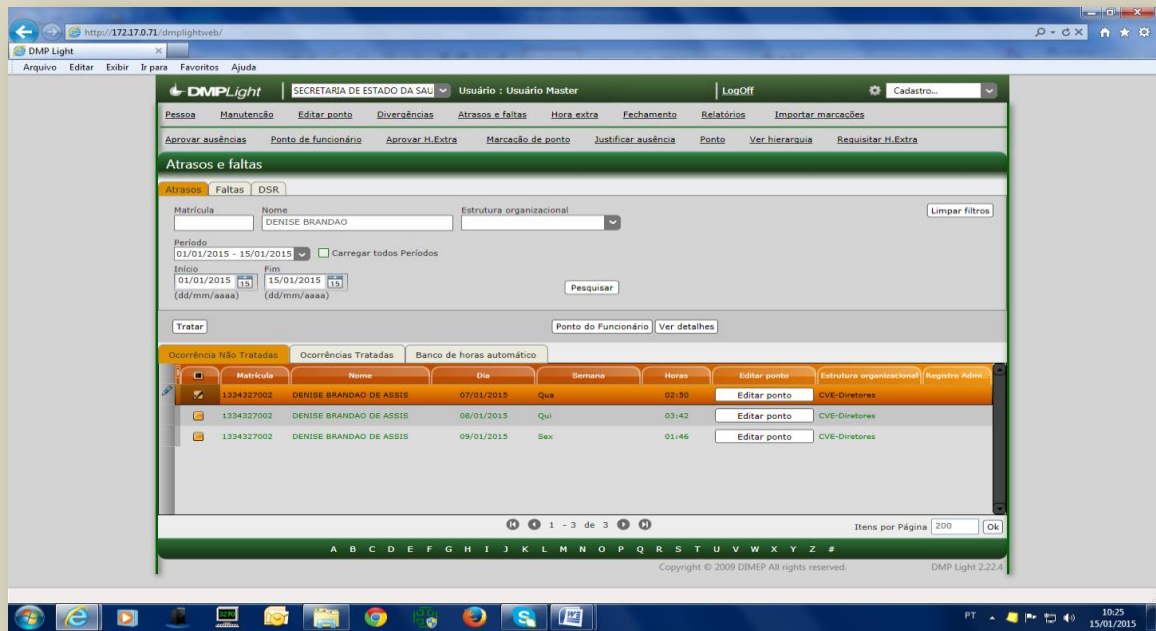 http://172.17.0.71/dmplightweb/
DMP Light
Arquivo Editar Exibir Ir para Favoritos Ajuda
DMPLight SECRETARIA DE ESTADO DA SAU Usuário : Usuário Master LogOff Cadastro...
Pessoa Manutenção Editar ponto Divergências Atrasos e faltas Hora extra Fechamento Relatórios Importar marcações
Aprovar ausências Ponto de funcionário Aprovar H.Extra Marcação de ponto Justificar ausência Ponto Ver hierarquia Requisitar H.Extra
Atrasos e faltas
Atrasos Faltas DSR
Matrícula Nome Estrutura organizacional
DENISE BRANDAO
Limpar filtros
Período
01/01/2015 - 15/01/2015 Carregar todos Períodos
Início Fim
01/01/2015 15 15/01/2015 15
(dd/mm/aaaa) (dd/mm/aaaa)
Pesquisar
Tratar Ponto do Funcionário Ver detalhes
Ocorrência Não Tratadas Ocorrências Tratadas Banco de horas automático
Matrícula Nome Dia Semana Horas Editar ponto Estrutura organizacional Registro Admi...
1334327002 DENISE BRANDAO DE ASSIS 07/01/2015 Qua 02:50 Editar ponto CVE-Diretores
1334327002 DENISE BRANDAO DE ASSIS 08/01/2015 Qui 03:42 Editar ponto CVE-Diretores
1334327002 DENISE BRANDAO DE ASSIS 09/01/2015 Sex 01:46 Editar ponto CVE-Diretores
1 - 3 de 3
Itens por Página 200 Ok
A B C D E F G H I J K L M N O P Q R S T U V W X Y Z #
Copyright © 2009 DIMEP All rights reserved. DMP Light 2.22.4
3270
PT 10:25
15/01/2015